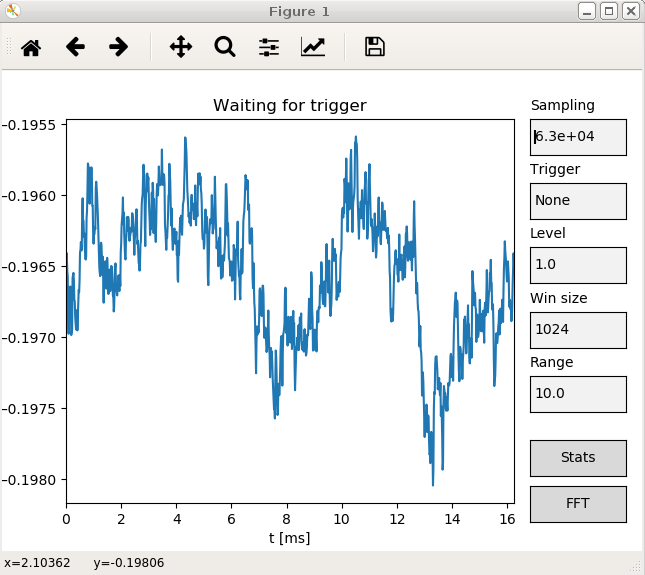 Figure 1
Waiting for trigger
−0.1955
−0.1960
−0.1965
−0.1970
−0.1975
−0.1980
0 2 4 6 8 10 12 14 16
t [ms]
Sampling
6.3e+04
Trigger
None
Level
1.0
Win size
1024
Range
10.0
Stats
FFT
x=2.10362 y=-0.19806